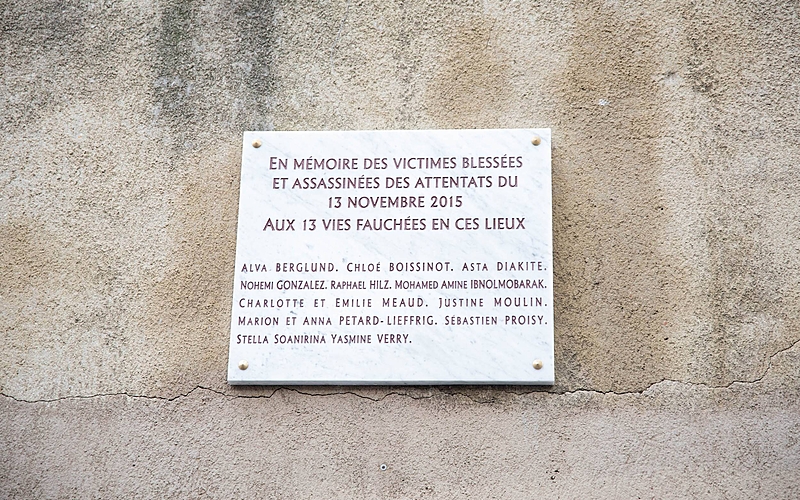 EN MÉMOIRE DES VICTIMES BLESSÉES
ET ASSASSINÉES DES ATTENTATS DU
13 NOVEMBRE 2015
AUX 13 VIES FAUCHÉES EN CES LIEUX
ALVA BERGLUND. CHLOÉ BOISSINOT. ASTA DIAKITE.
NOHEMI GONZALEZ. RAPHAEL HILZ. MOHAMED AMINE IBNOLMOBARAK.
CHARLOTTE ET EMILIE MEAUD. JUSTINE MOULIN.
MARION ET ANNA PETARD-LIEFFRIG. SÉBASTIEN PROISY.
STELLA SOANIRINA YASMINE VERRY.